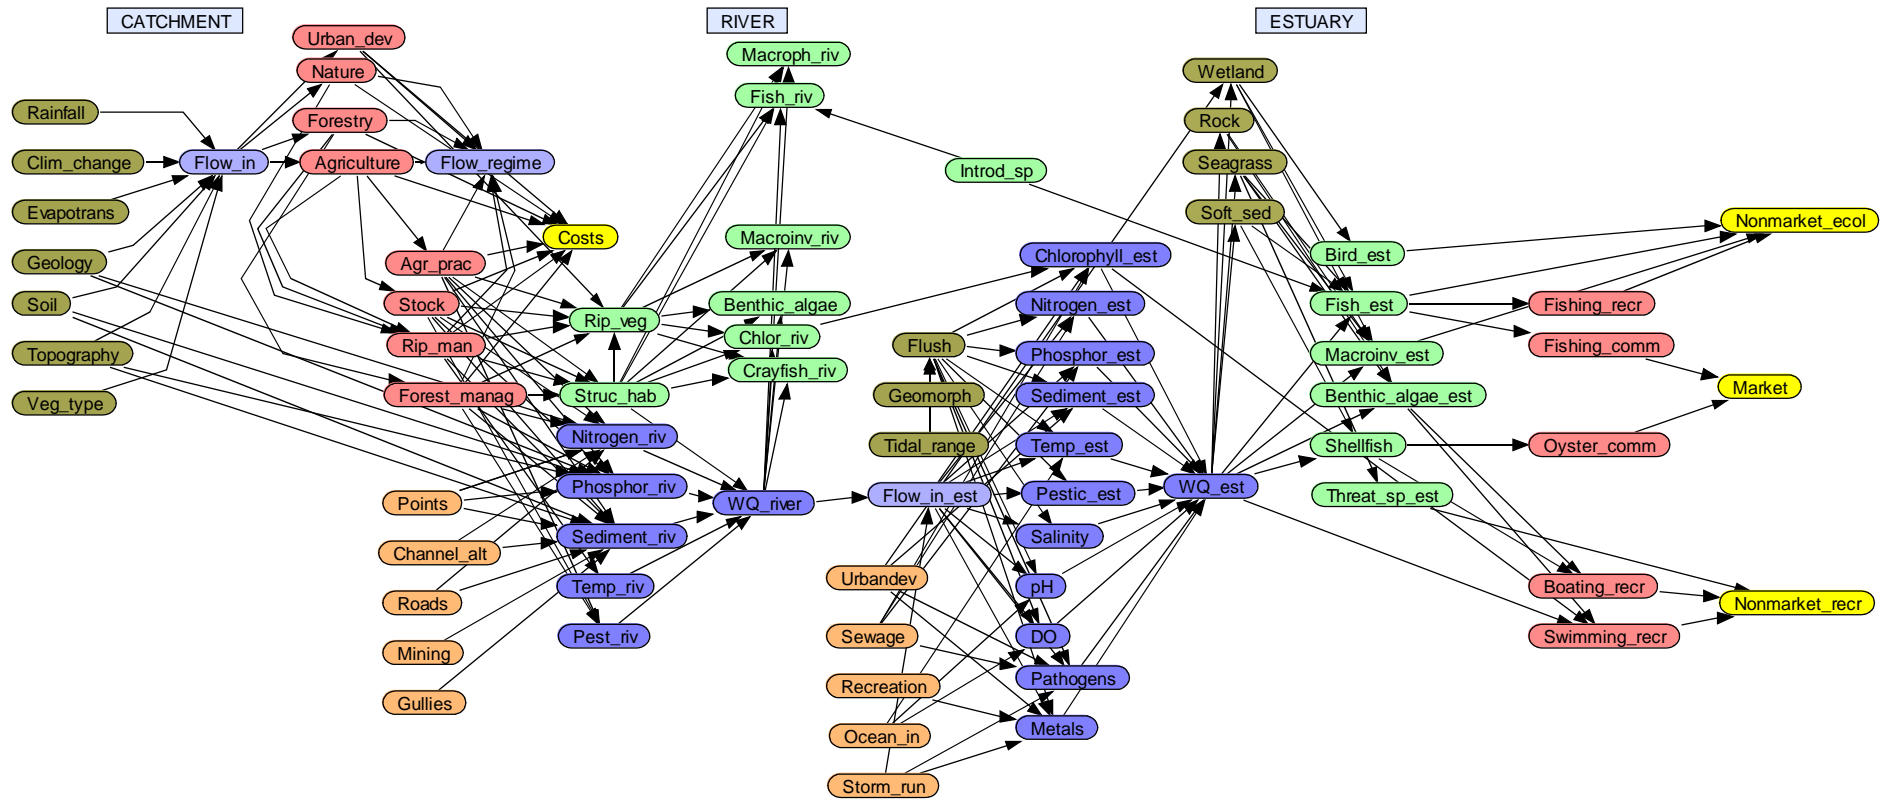 CATCHMENT
RIVER
ESTUARY
Urban_dev
Nature
Rainfall
Forestry
Clim_change
Flow_in
Agriculture
Flow_regime
Evapotrans
Costs
Geology
Agr_prac
Soil
Stock
Rip_veg
Topography
Rip_man
Veg_type
Forest_manag
Struc_hab
Nitrogen_riv
Points
Phosphor_riv
Channel_alt
Sediment_riv
Roads
Temp_riv
Mining
Pest_riv
Gullies
Macroph_riv
Fish_riv
Introd_sp
Macroinv_riv
Benthic_algae
Chlor_riv
Crayfish_riv
WQ_river
Chlorophyll_est
Nitrogen_est
Flush
Phosphor_est
Geomorph
Sediment_est
Tidal_range
Temp_est
Flow_in_est
Pestic_est
Salinity
Urbandev
pH
Sewage
DO
Recreation
Pathogens
Ocean_in
Metals
Storm_run
Wetland
Rock
Seagrass
Soft_sed
WQ_est
Bird_est
Fish_est
Macroinv_est
Benthic_algae_est
Shellfish
Threat_sp_est
Nonmarket_ecol
Fishing_recr
Fishing_comm
Market
Oyster_comm
Boating_recr
Nonmarket_recr
Swimming_recr